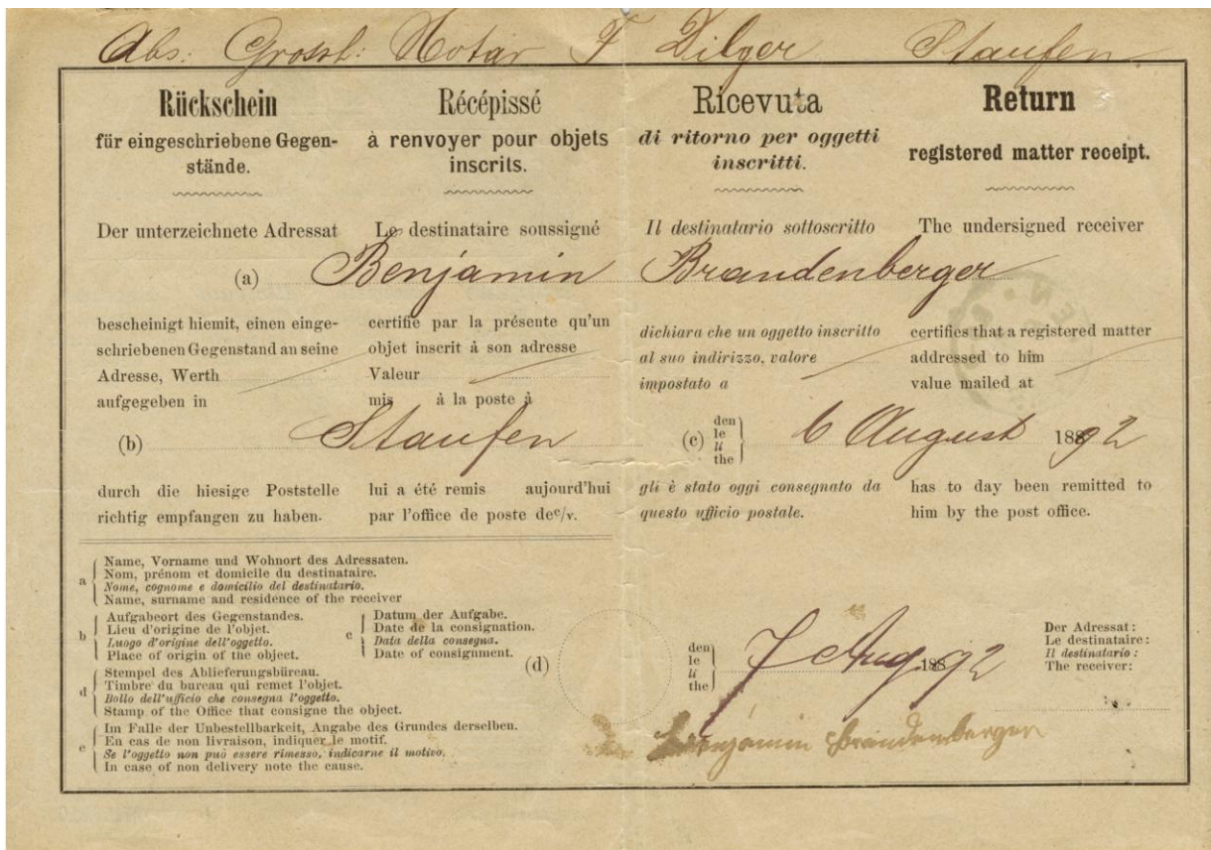 Abs: Grossh: Notar F Dilger Staufen.
Rückschein
für eingeschriebene Gegen-
stände.
Récépissé
à renvoyer pour objets
inscrits.
Ricevuta
di ritorno per oggetti
inscritti.
Return
registered matter receipt.
Der unterzeichnete Adressat
Le destinataire soussigné
Il destinatario sottoscritto
The undersigned receiver
(a) Benjamin Brandenberger
bescheinigt hiemit, einen einge-
schriebenen Gegenstand an seine
Adresse, Werth
aufgegeben in
certifie par la présente qu'un
objet inscrit à son adresse
Valeur
mis à la poste à
dichiara che un oggetto inscritto
al suo indirizzo, valore
impostato a
certifies that a registered matter
addressed to him
value mailed at
(b) Staufen
(c) den
le
li
the
6 August 1892
durch die hiesige Poststelle
richtig empfangen zu haben.
lui a été remis aujourd'hui
par l'office de poste de c/v.
gli è stato oggi consegnato da
questo ufficio postale.
has to day been remitted to
him by the post office.
a
Name, Vorname und Wohnort des Adressaten.
Nom, prénom et domicile du destinataire.
Nome, cognome e domicilio del destinatario.
Name, surname and residence of the receiver
b
Aufgabeort des Gegenstandes.
Lieu d'origine de l'objet.
Luogo d'origine dell'oggetto.
Place of origin of the object.
c
Datum der Aufgabe.
Date de la consignation.
Data della consegna.
Date of consignment.
d
Stempel des Ablieferungsbüreau.
Timbre du bureau qui remet l'objet.
Bollo dell'ufficio che consegna l'oggetto.
Stamp of the Office that consigne the object.
e
Im Falle der Unbestellbarkeit, Angabe des Grundes derselben.
En cas de non livraison, indiquer le motif.
Se l'oggetto non può essere rimesso, indicarne il motivo.
In case of non delivery note the cause.
(d)
den
le
li
the
7 Aug. 1892
Der Adressat:
Le destinataire:
Il destinatario:
The receiver:
Benjamin Brandenberger